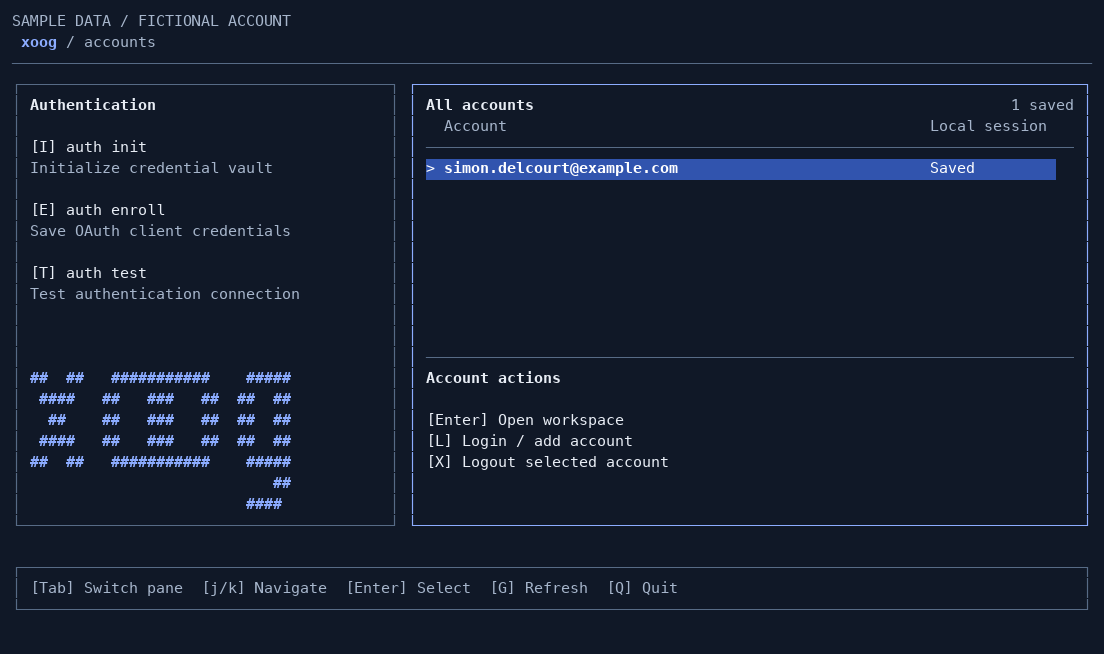 SAMPLE DATA / FICTIONAL ACCOUNT
xoog / accounts
Authentication
[I] auth init
Initialize credential vault
[E] auth enroll
Save OAuth client credentials
[T] auth test
Test authentication connection
##  ##   ###########    #####
 ####   ##   ###   ##  ##  ##
  ##    ##   ###   ##  ##  ##
 ####   ##   ###   ##  ##  ##
##  ##   ###########    #####
                           ##
                        ####
All accounts 1 saved
Account Local session
> simon.delcourt@example.com Saved
Account actions
[Enter] Open workspace
[L] Login / add account
[X] Logout selected account
[Tab] Switch pane  [j/k] Navigate  [Enter] Select  [G] Refresh  [Q] Quit